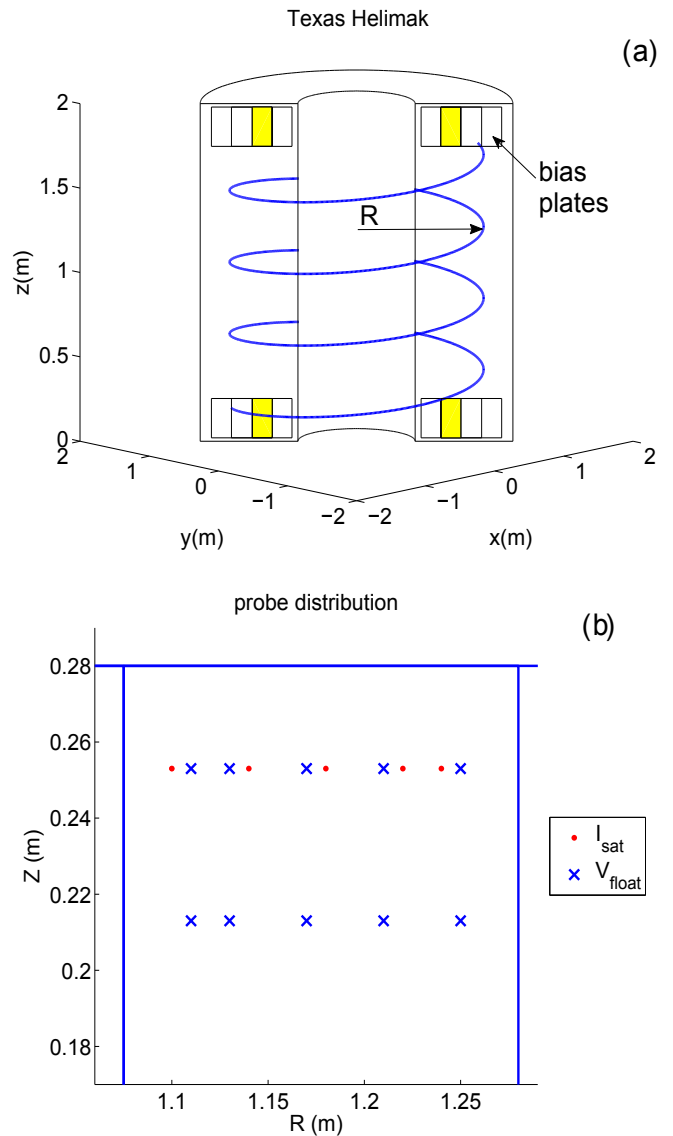 Texas Helimak
(a)
2
1.5
1
0.5
0
z(m)
bias
plates
R
2
1
0
−1
−2
y(m)
−2
−1
0
1
2
x(m)
probe distribution
(b)
0.28
0.26
0.24
0.22
0.2
0.18
Z (m)
1.1
1.15
1.2
1.25
R (m)
I_sat
V_float